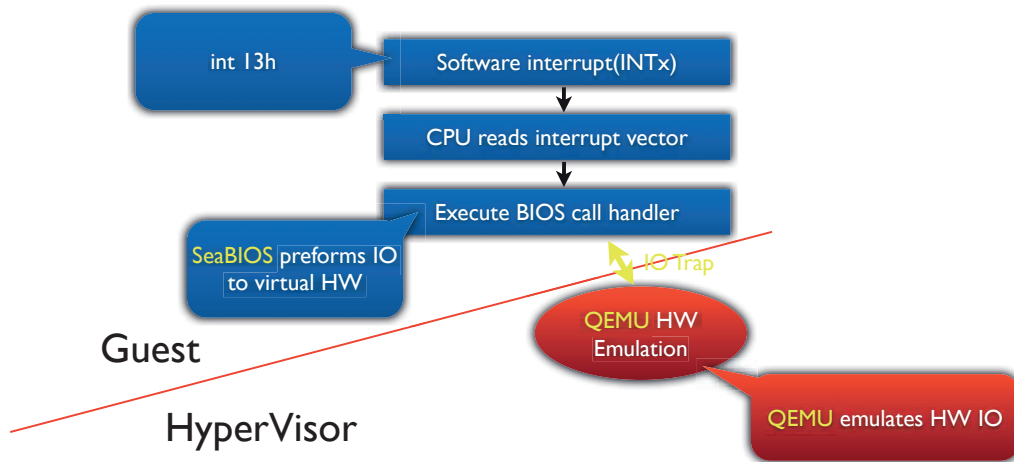 int 13h
Software interrupt(INTx)
CPU reads interrupt vector
Execute BIOS call handler
SeaBIOS preforms IO
to virtual HW
IO Trap
QEMU HW
Emulation
Guest
QEMU emulates HW IO
HyperVisor